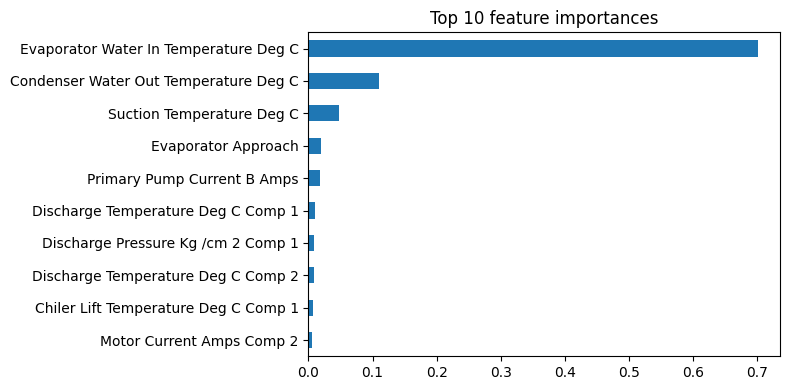 Top 10 feature importances
Evaporator Water In Temperature Deg C
Condenser Water Out Temperature Deg C
Suction Temperature Deg C
Evaporator Approach
Primary Pump Current B Amps
Discharge Temperature Deg C Comp 1
Discharge Pressure Kg /cm 2 Comp 1
Discharge Temperature Deg C Comp 2
Chiler Lift Temperature Deg C Comp 1
Motor Current Amps Comp 2
0.0 0.1 0.2 0.3 0.4 0.5 0.6 0.7